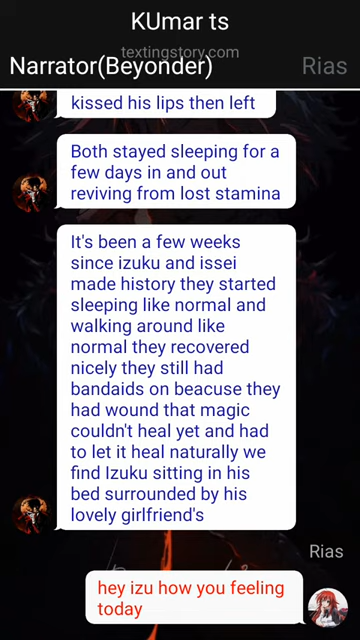 KUmar ts
textingstory.com
Narrator(Beyonder)
Rias
kissed his lips then left
Both stayed sleeping for a
few days in and out
reviving from lost stamina
It's been a few weeks
since izuku and issei
made history they started
sleeping like normal and
walking around like
normal they recovered
nicely they still had
bandaids on beacuse they
had wound that magic
couldn't heal yet and had
to let it heal naturally we
find Izuku sitting in his
bed surrounded by his
lovely girlfriend's
Rias
hey izu how you feeling
today